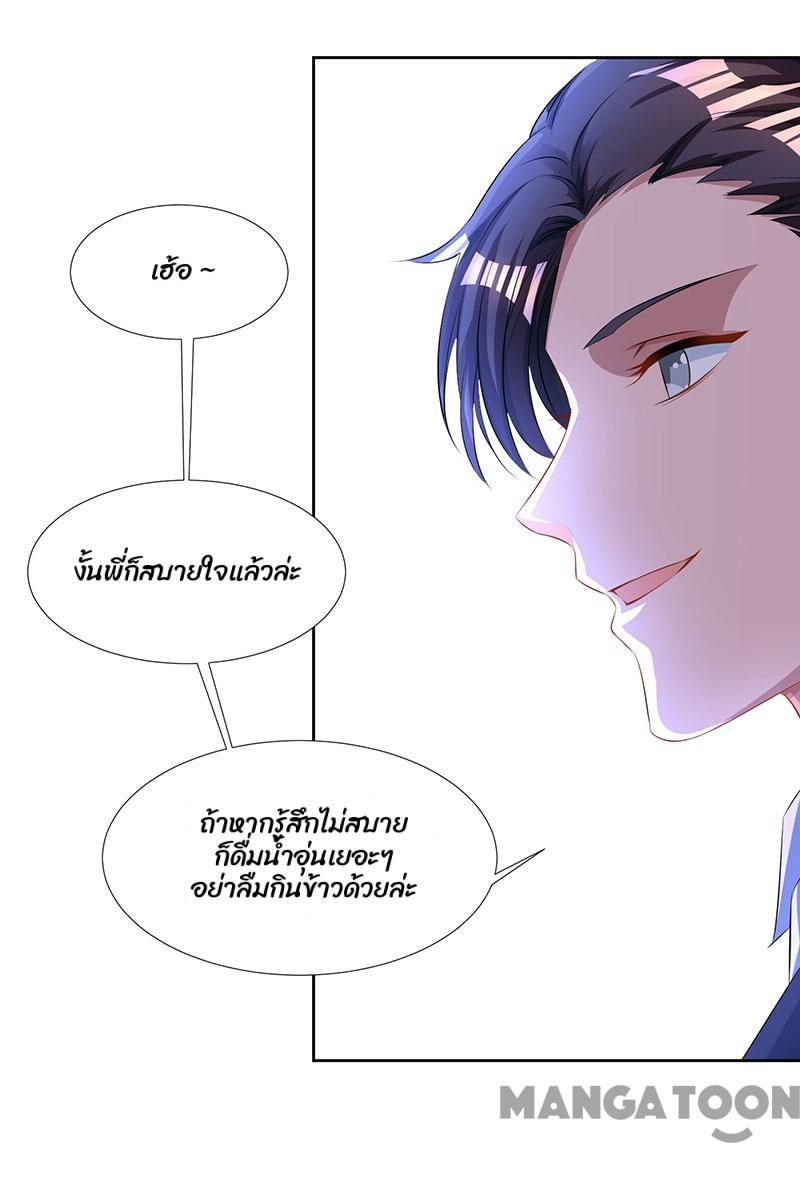 เฮ้อ ~
งั้นพี่ก็สบายใจแล้วล่ะ
ถ้าหากรู้สึกไม่สบาย
ก็ดื่มน้ำอุ่นเยอะๆ
อย่าลืมกินข้าวด้วยล่ะ
MANGATOON